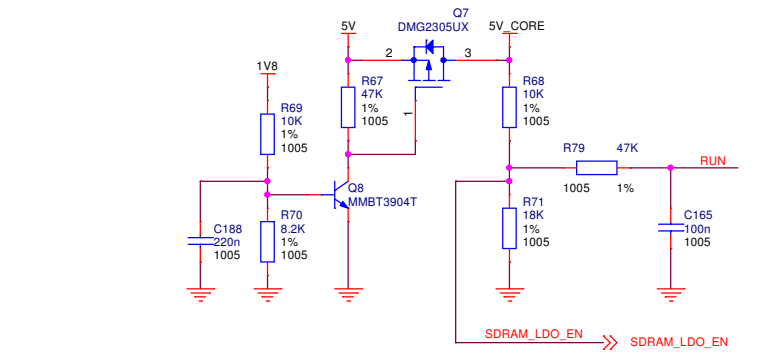 Q7
DMG2305UX
5V
5V_CORE
2
3
1
1V8
R67
47K
1%
1005
R68
10K
1%
1005
R69
10K
1%
1005
R79
47K
1005
1%
RUN
Q8
MMBT3904T
R70
8.2K
1%
1005
C188
220n
1005
R71
18K
1%
1005
C165
100n
1005
SDRAM_LDO_EN
SDRAM_LDO_EN